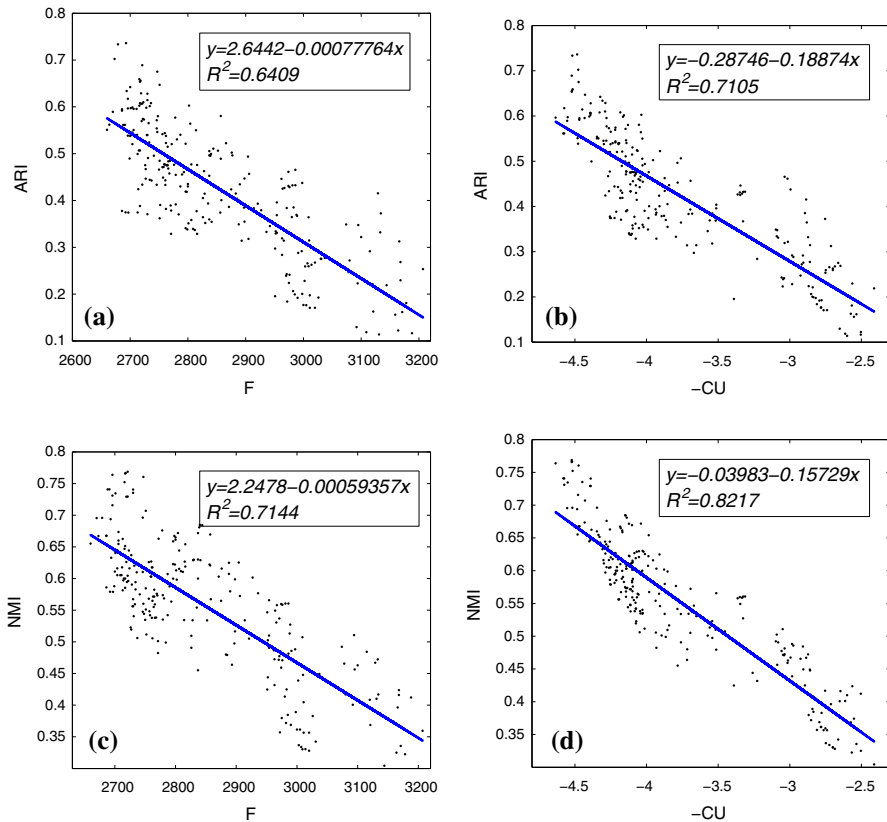 0.8
0.7
0.6
0.5
0.4
0.3
0.2
0.1
ARI
y=2.6442−0.00077764x
R²=0.6409
(a)
2600 2700 2800 2900 3000 3100 3200
F
0.8
0.7
0.6
0.5
0.4
0.3
0.2
0.1
ARI
y=−0.28746−0.18874x
R²=0.7105
(b)
−4.5 −4 −3.5 −3 −2.5
−CU
0.8
0.75
0.7
0.65
0.6
0.55
0.5
0.45
0.4
0.35
NMI
y=2.2478−0.00059357x
R²=0.7144
(c)
2700 2800 2900 3000 3100 3200
F
0.8
0.75
0.7
0.65
0.6
0.55
0.5
0.45
0.4
0.35
NMI
y=−0.03983−0.15729x
R²=0.8217
(d)
−4.5 −4 −3.5 −3 −2.5
−CU